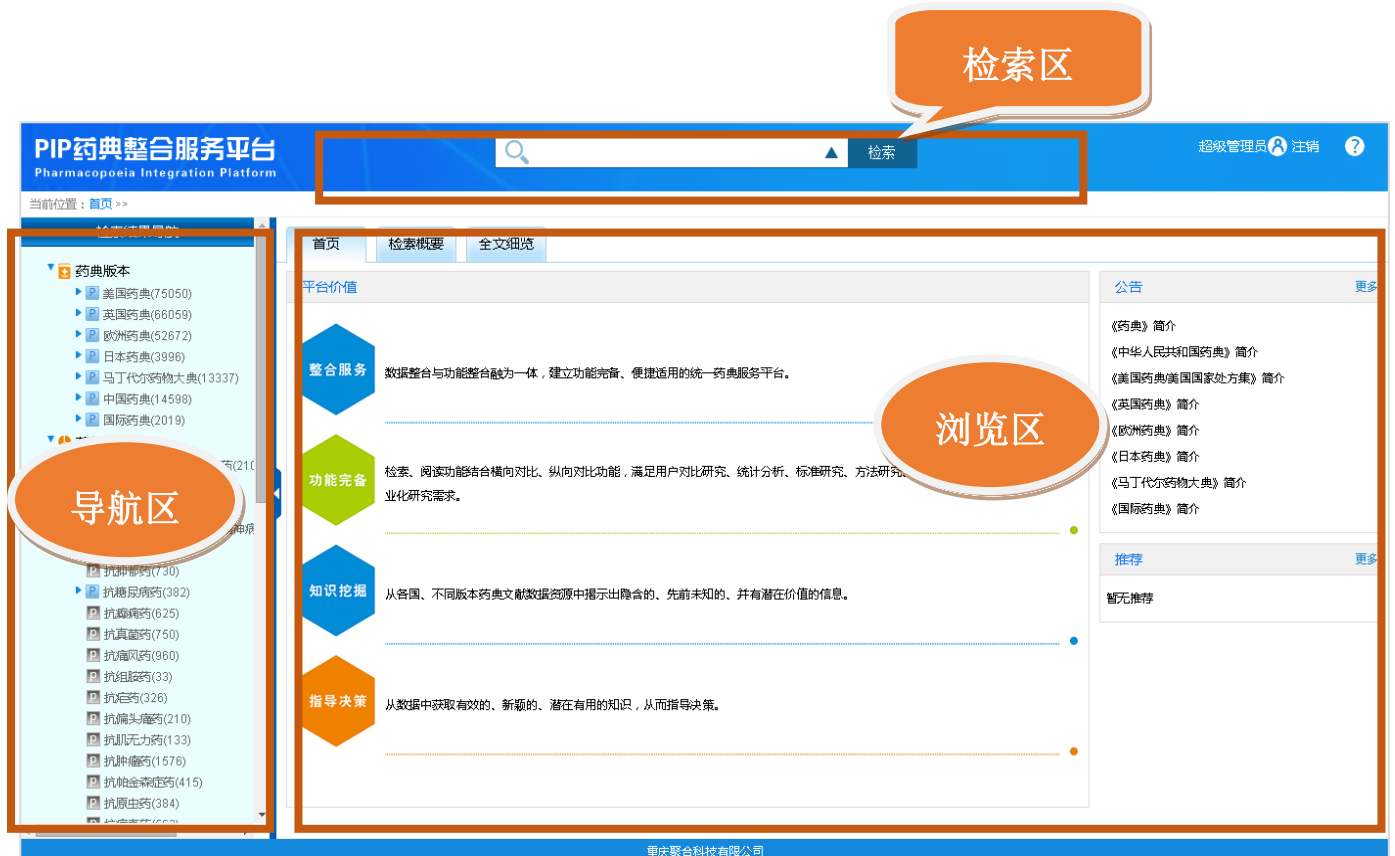 检索区
PIP药典整合服务平台
Pharmacopoeia Integration Platform
检索
超级管理员 注销
?
当前位置：首页 >>
检索结果导航
首页
检索概要
全文细览
药典版本
美国药典(75050)
英国药典(66059)
欧洲药典(52672)
日本药典(3996)
马丁代尔药物大典(13337)
中国药典(14598)
国际药典(2019)
导航区
抗抑郁药(730)
抗糖尿病药(382)
抗癫痫药(625)
抗真菌药(750)
抗痛风药(960)
抗组胺药(33)
抗疟药(326)
抗偏头痛药(210)
抗肌无力药(133)
抗肿瘤药(1576)
抗帕金森症药(415)
抗原虫药(384)
平台价值
整合服务
数据整合与功能整合融为一体，建立功能完备、便捷适用的统一药典服务平台。
浏览区
功能完备
检索、阅读功能结合横向对比、纵向对比功能，满足用户对比研究、统计分析、标准研究、方法研究
业化研究需求。
知识挖掘
从各国、不同版本药典文献数据资源中揭示出隐含的、先前未知的、并有潜在价值的信息。
指导决策
从数据中获取有效的、新颖的、潜在有用的知识，从而指导决策。
公告
更多
《药典》简介
《中华人民共和国药典》简介
《美国药典/美国国家处方集》简介
《英国药典》简介
《欧洲药典》简介
《日本药典》简介
《马丁代尔药物大典》简介
《国际药典》简介
推荐
更多
暂无推荐
重庆聚合科技有限公司